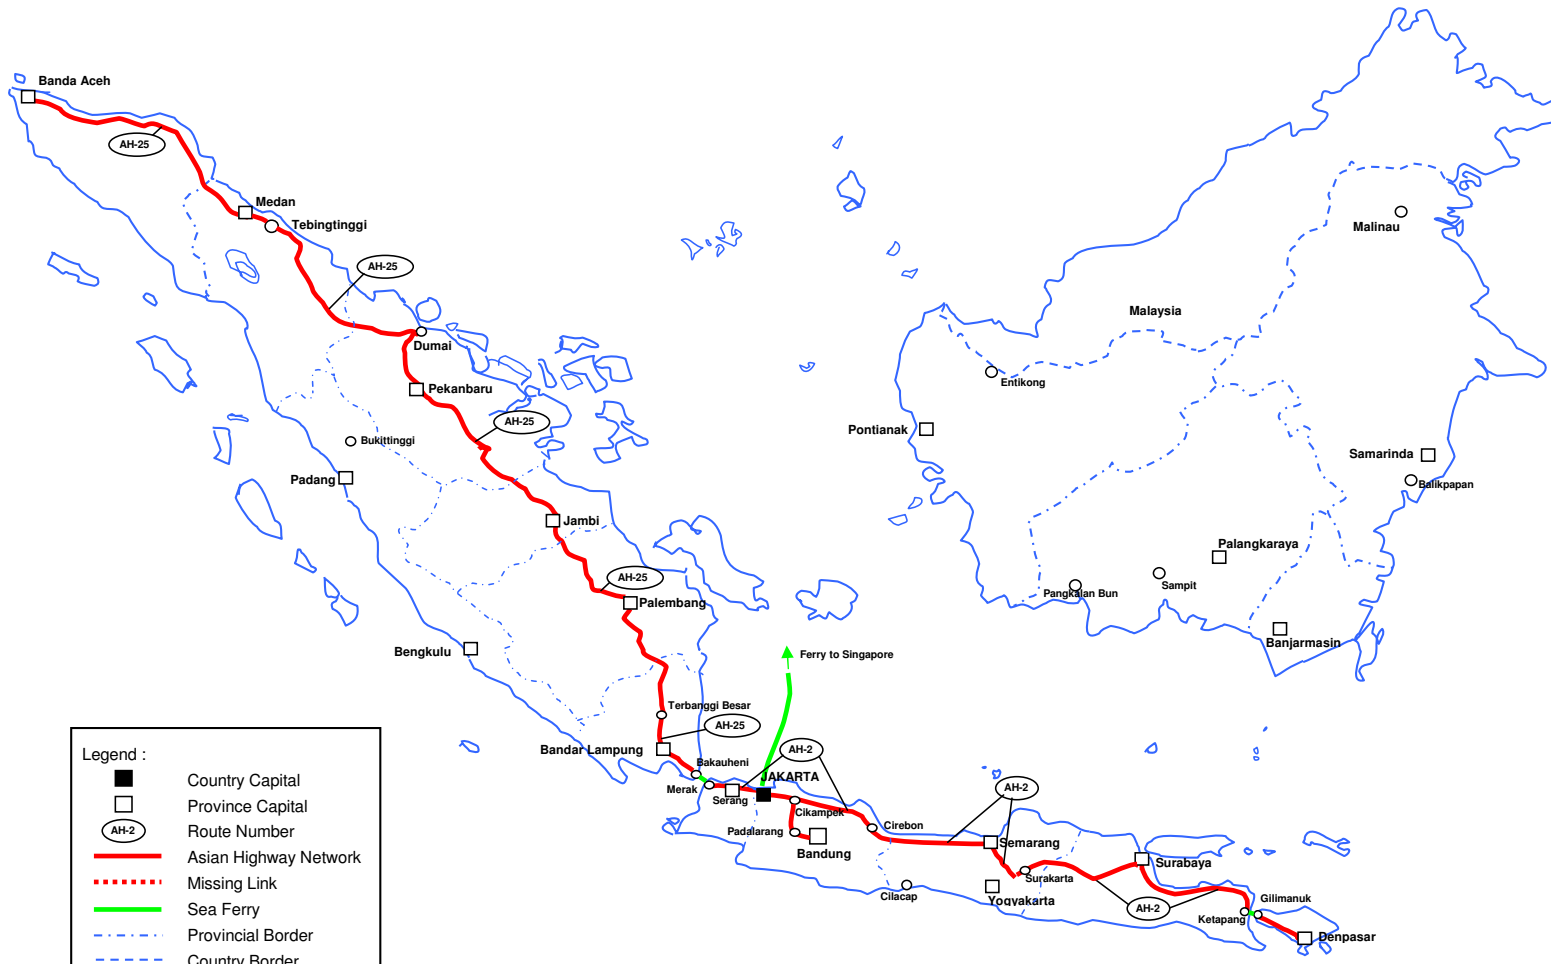 Banda Aceh
AH-25
Medan
Tebingtinggi
AH-25
Dumai
Pekanbaru
AH-25
Bukittinggi
Padang
Jambi
AH-25
Palembang
Bengkulu
Terbanggi Besar
AH-25
Bandar Lampung
Bakauheni
Merak
Serang
JAKARTA
Ferry to Singapore
AH-2
Cikampek
Padalarang
Bandung
Cirebon
AH-2
Semarang
Surakarta
Cilacap
Yogyakarta
Surabaya
AH-2
Ketapang
Gilimanuk
Denpasar
Malaysia
Malinau
Entikong
Pontianak
Samarinda
Balikpapan
Palangkaraya
Pangkalan Bun
Sampit
Banjarmasin
Legend :
Country Capital
Province Capital
AH-2 Route Number
Asian Highway Network
Missing Link
Sea Ferry
Provincial Border
Country Border